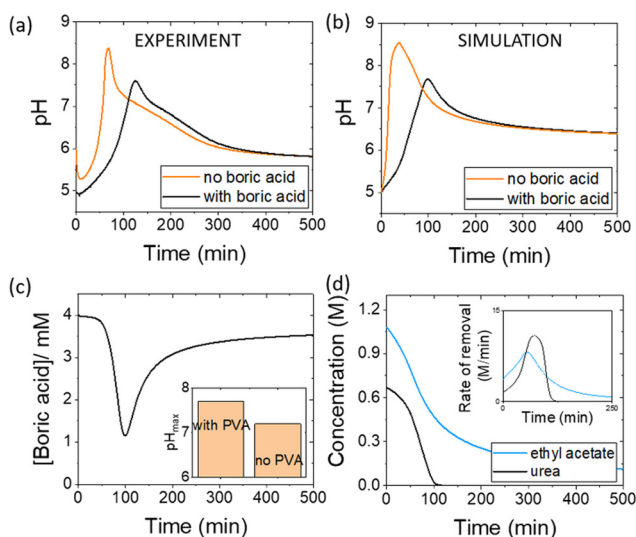 (a)
EXPERIMENT
pH
9
8
7
6
5
0 100 200 300 400 500
Time (min)
no boric acid
with boric acid
(b)
SIMULATION
pH
9
8
7
6
5
0 100 200 300 400 500
Time (min)
no boric acid
with boric acid
(c)
[Boric acid]/ mM
5
4
3
2
1
0
0 100 200 300 400 500
Time (min)
pHmax
8
7
6
with PVA
no PVA
(d)
Concentration (M)
1.2
0.9
0.6
0.3
0.0
0 100 200 300 400 500
Time (min)
Rate of removal
(M/min)
15
0
0 250
Time (min)
ethyl acetate
urea